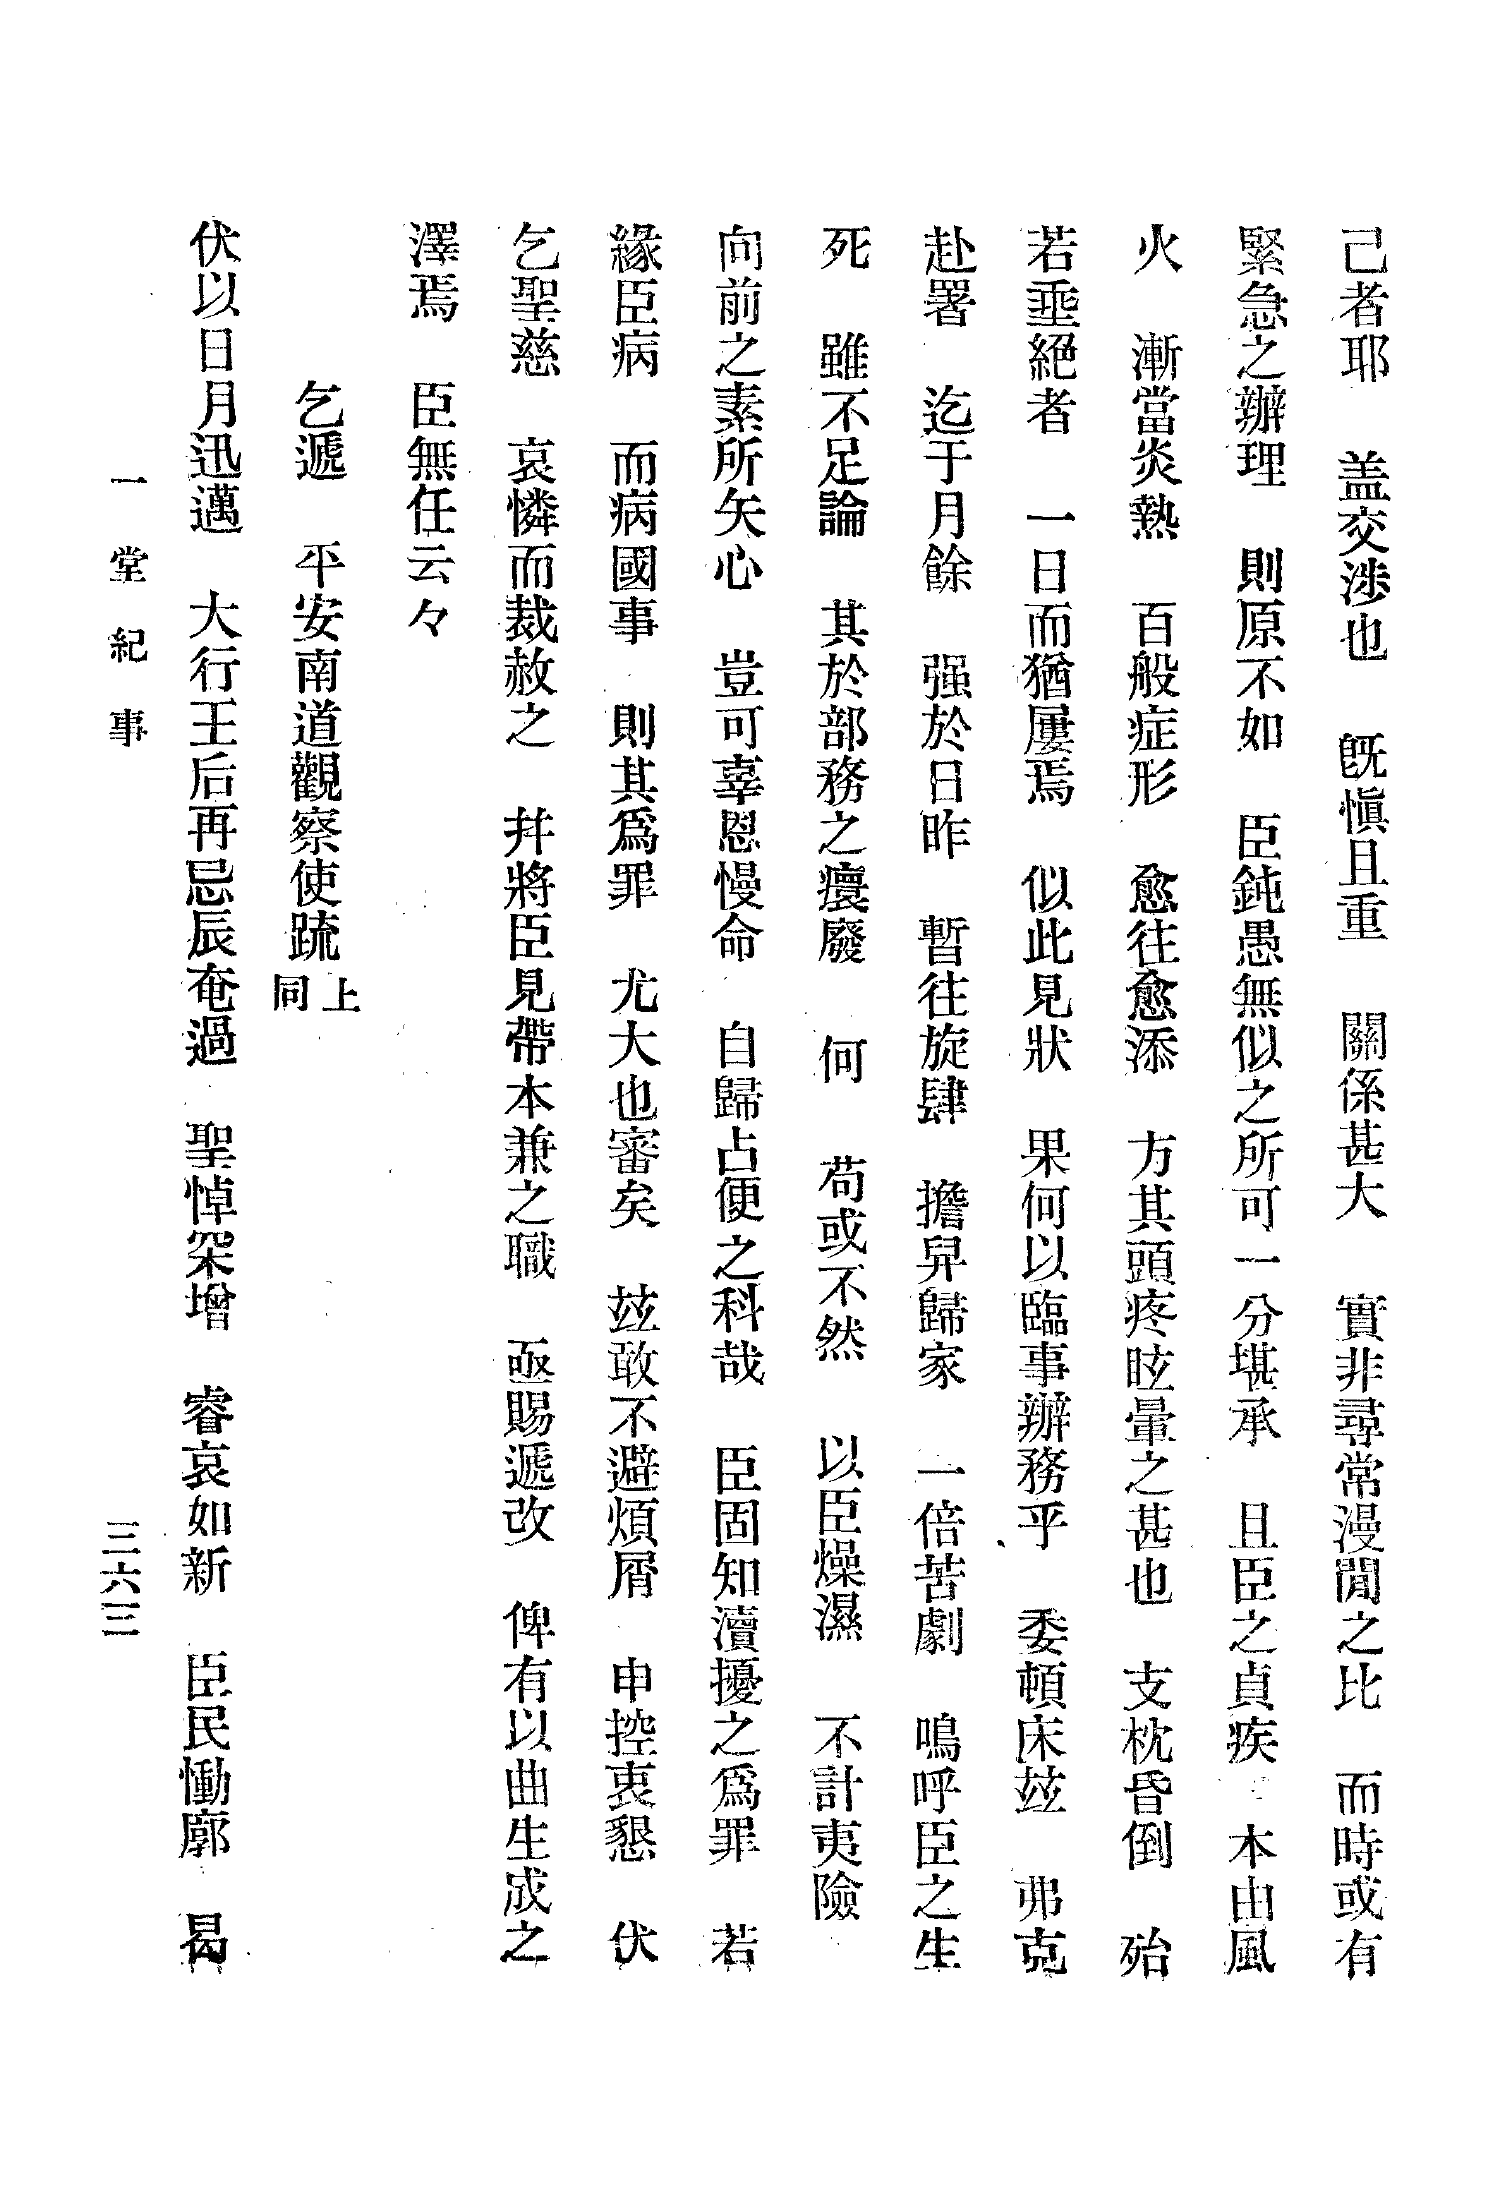 己者耶　盖交涉也　旣愼且重　關係甚大　實非尋常漫閒之比　而時或有
緊急之辦理　則原不如　臣鈍愚無似之所可一分堪承　且臣之貞疾　本由風
火　漸當炎熱　百般症形　愈往愈添　方其頭疼眩暈之甚也　支枕昏倒　殆
若垂絕者　一日而猶屢焉　似此見狀　果何以臨事辦務乎　委頓床玆　弗克
赴署　迄于月餘　强於日昨　暫往旋肆　擔舁歸家　一倍苦劇　嗚呼臣之生
死　雖不足論　其於部務之癏廢　何　苟或不然　以臣燥濕　不計夷險
向前之素所矢心　豈可辜恩慢命　自歸占便之科哉　臣固知瀆擾之爲罪　若
緣臣病　而病國事　則其爲罪　尤大也審矣　玆敢不避煩屑　申控衷懇　伏
乞聖慈　哀憐而裁赦之　幷將臣見帶本兼之職　亟賜遞改　俾有以曲生成之
澤焉　臣無任云々
乞遞　平安南道觀察使疏 上同
伏以日月迅邁　大行王后再忌辰奄過　聖悼罙增　睿哀如新　臣民慟廓　曷
一堂紀事
三六三